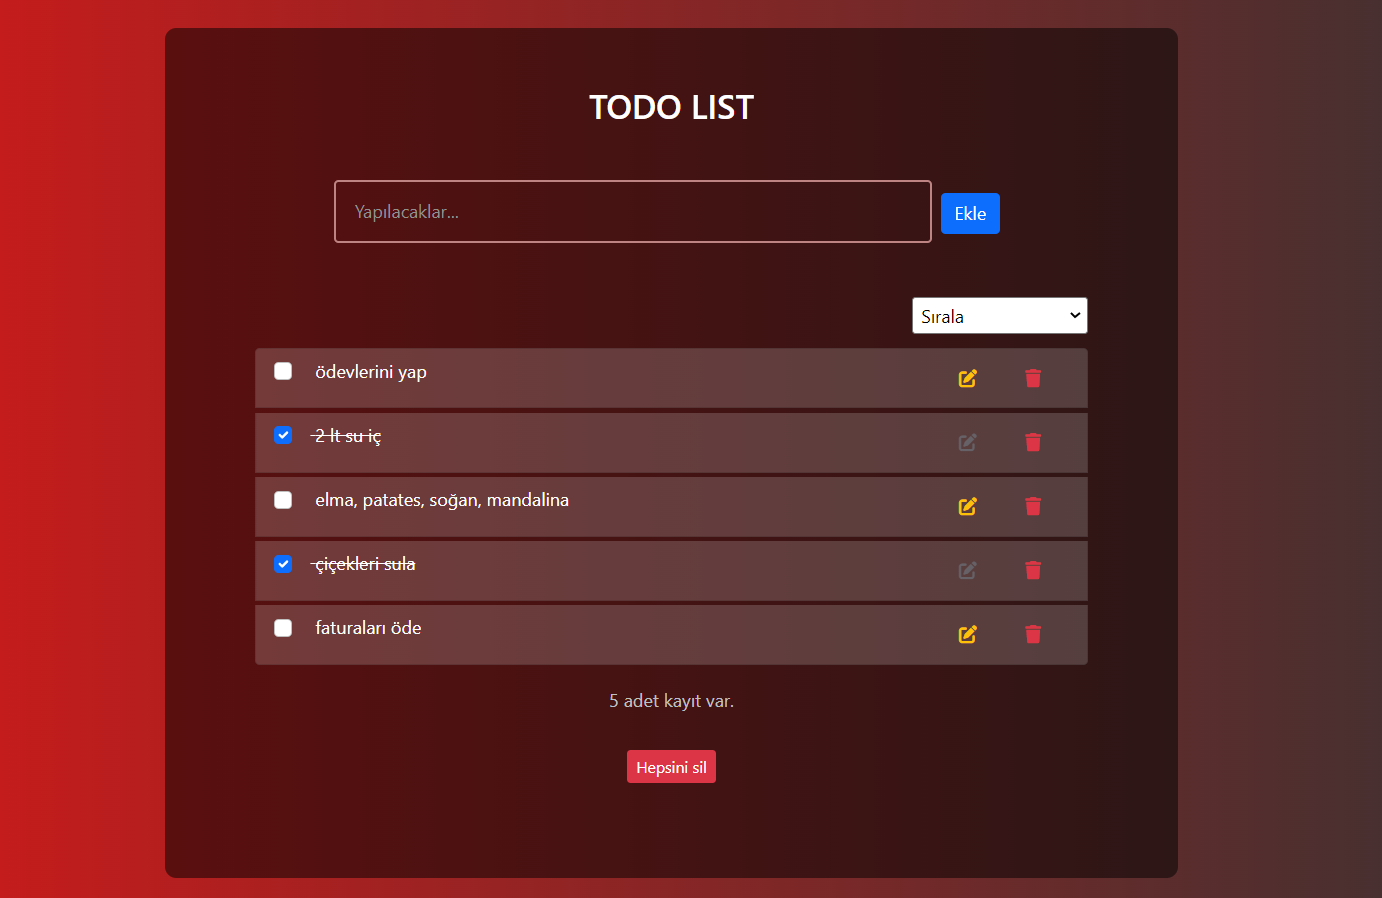 TODO LIST
Yapılacaklar...
Ekle
Sırala
ödevlerini yap
2 lt su iç
elma, patates, soğan, mandalina
çiçekleri sula
faturaları öde
5 adet kayıt var.
Hepsini sil